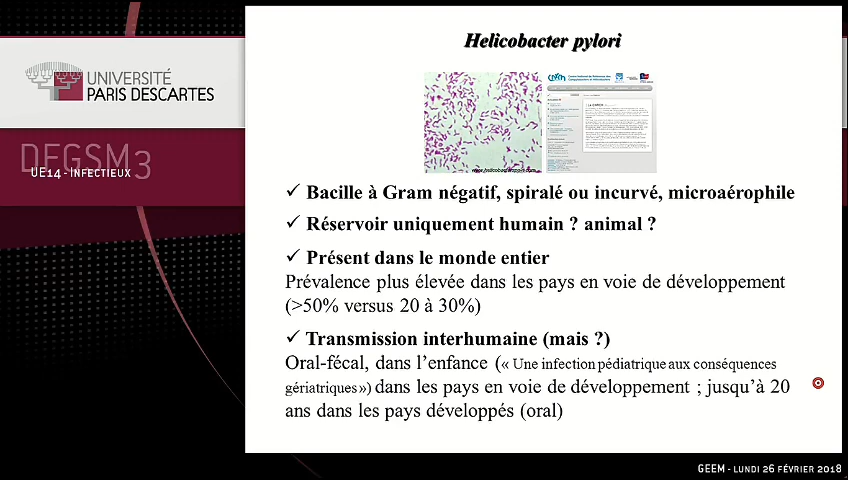 Helicobacter pylori
UNIVERSITÉ
PARIS DESCARTES
DFGSM3
UE14 - INFECTIEUX
✓ Bacille à Gram négatif, spiralé ou incurvé, microaérophile
✓ Réservoir uniquement humain ? animal ?
✓ Présent dans le monde entier
Prévalence plus élevée dans les pays en voie de développement
(>50% versus 20 à 30%)
✓ Transmission interhumaine (mais ?)
Oral-fécal, dans l’enfance (« Une infection pédiatrique aux conséquences
gériatriques ») dans les pays en voie de développement ; jusqu’à 20
ans dans les pays développés (oral)
GEEM - LUNDI 26 FÉVRIER 2018